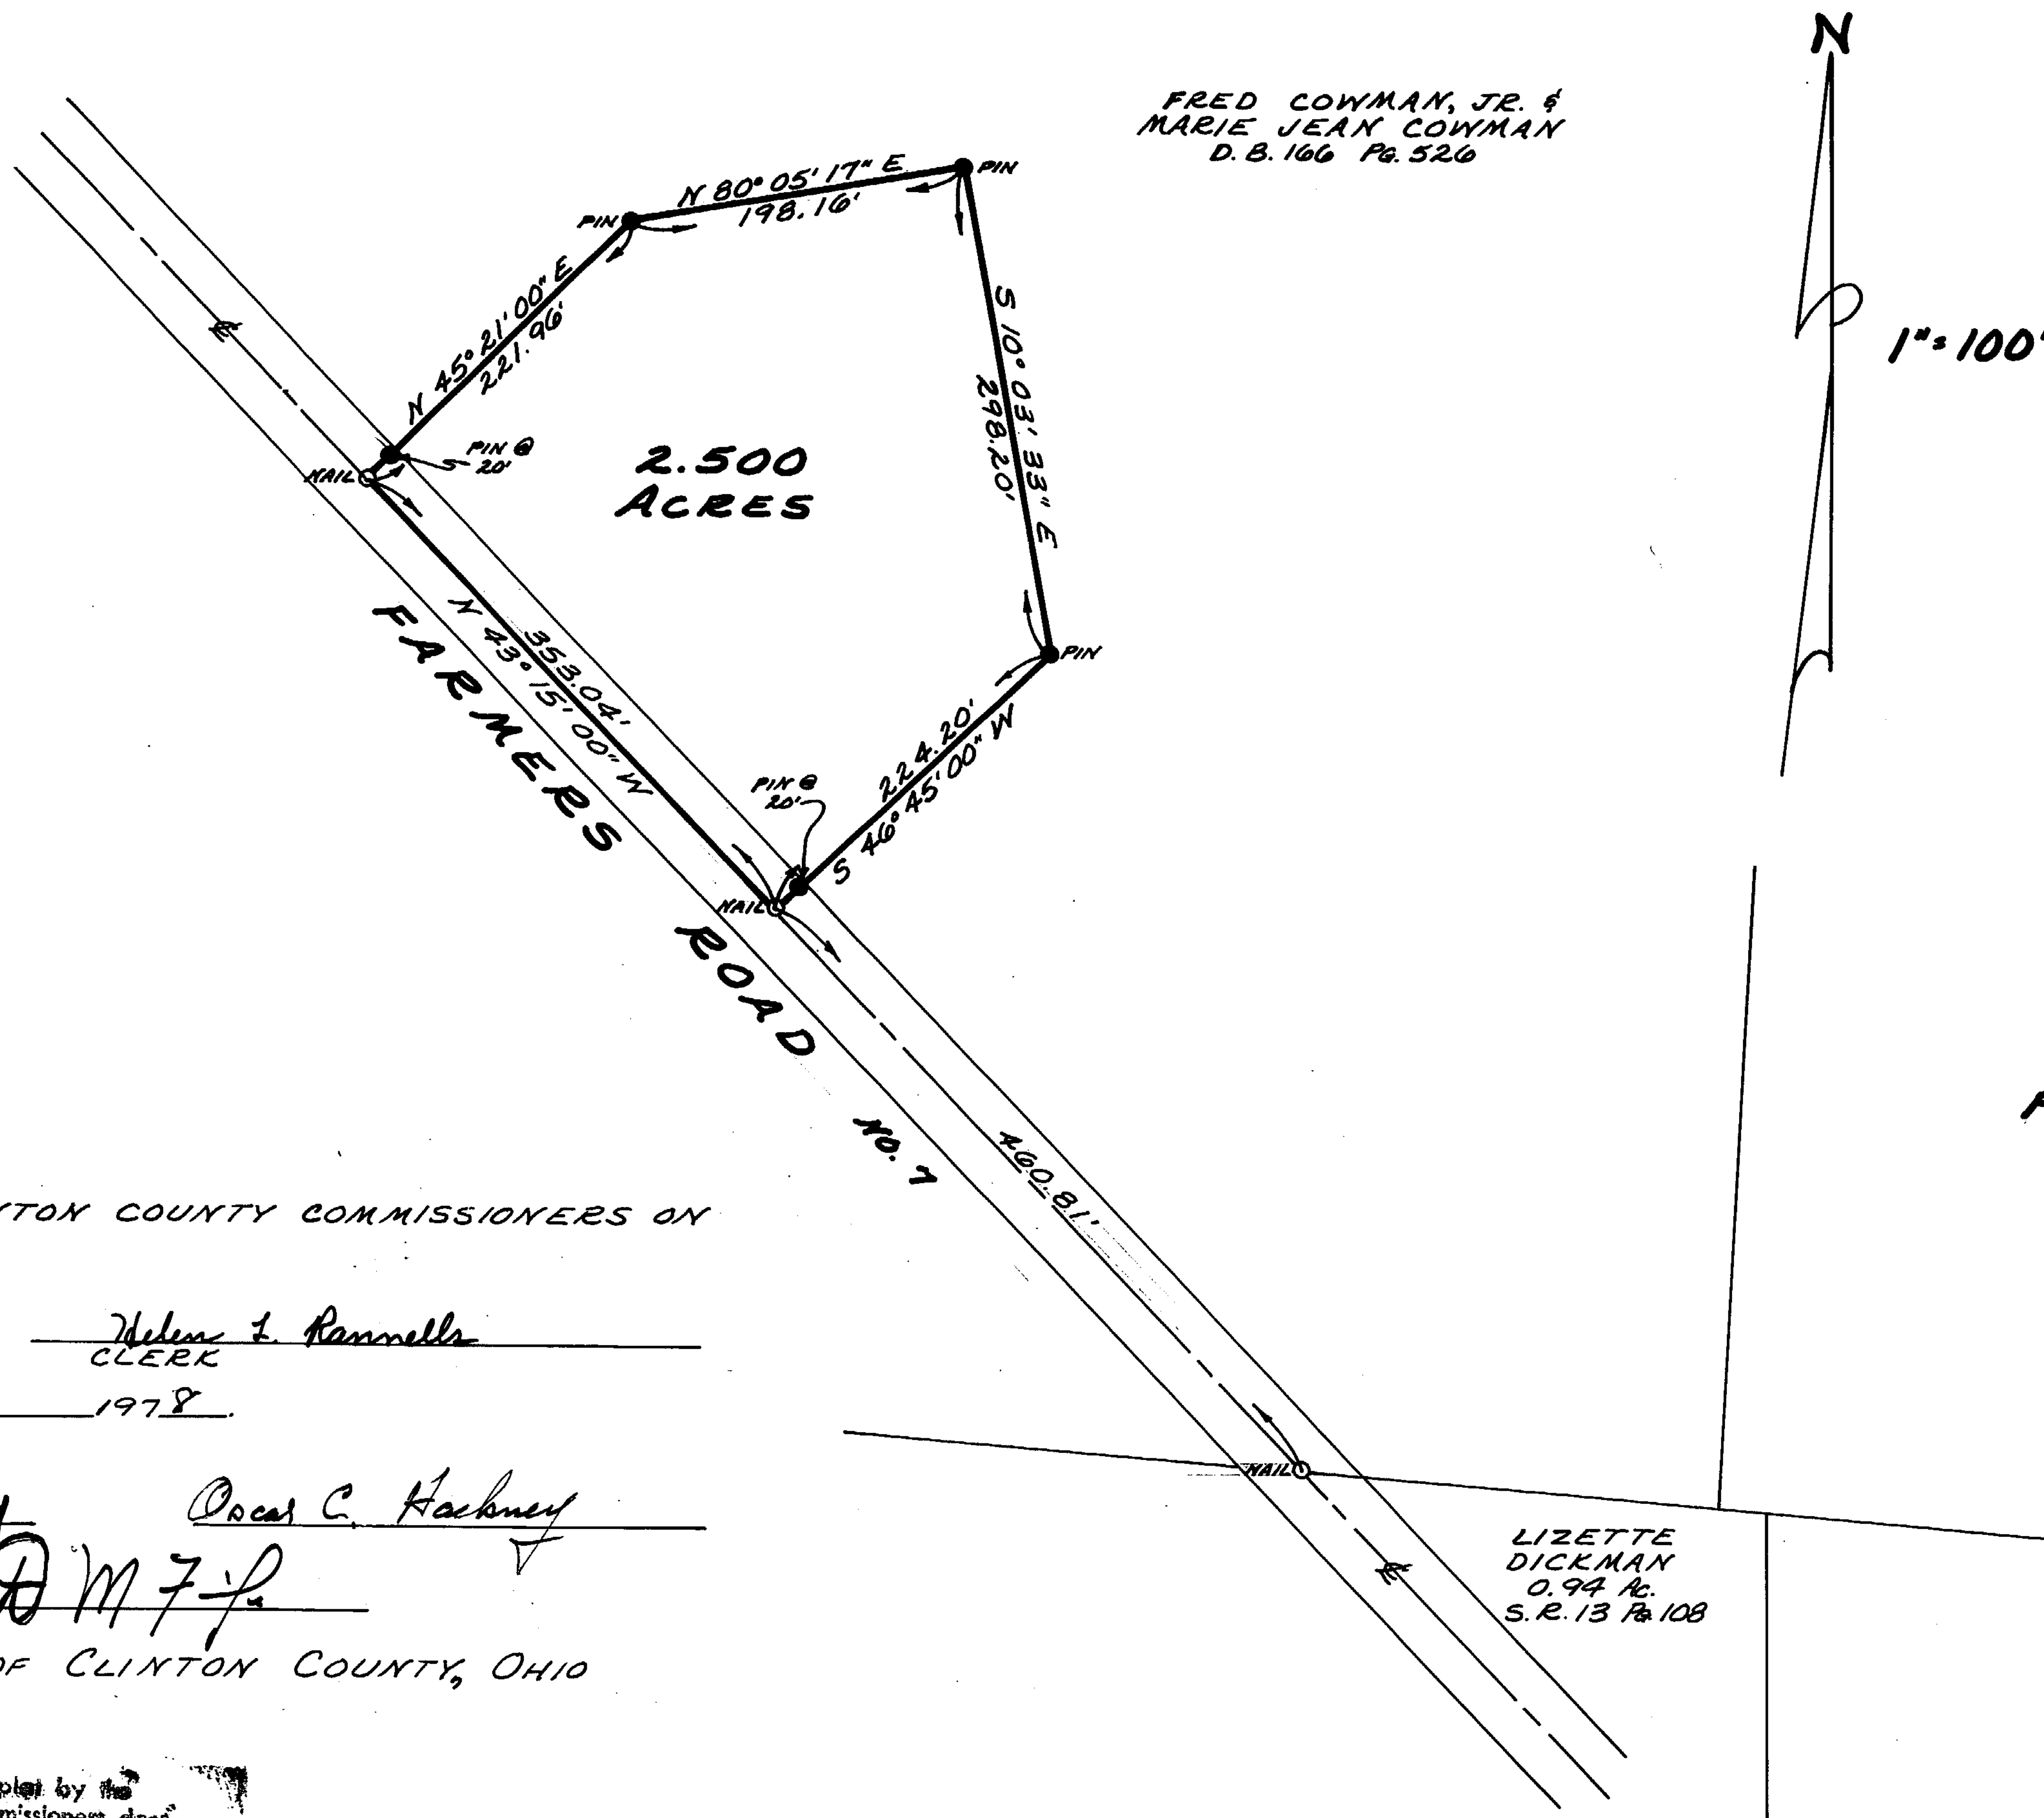 N
FRED COWMAN, JR. &
MARIE JEAN COWMAN
D. B. 166 PG. 526
1" = 100'
N 80° 05' 17" E
198.16'
PIN
PIN
N 45° 21' 00" E
221.96'
S 10° 03' 33" E
298.20'
PIN @
20'
NAIL
2.500
ACRES
353.04'
N 43° 15' 00" W
PIN
224.20'
S 46° 45' 00" W
PIN @
20'
NAIL
FARMERS ROAD NO. 7
460.81'
NTON COUNTY COMMISSIONERS ON
Helen L. Rannells
CLERK
1978.
NAIL
Oscar C. Hackney
LIZETTE
DICKMAN
0.94 AC.
S. R. 13 PG. 108
OF CLINTON COUNTY, OHIO
plat by the